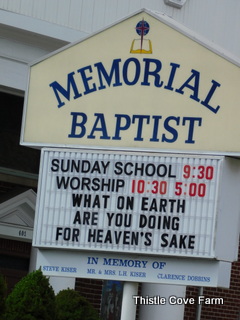 MEMORIAL
BAPTIST
SUNDAY SCHOOL 9:30
WORSHIP 10:30 5:00
WHAT ON EARTH
ARE YOU DOING
FOR HEAVEN'S SAKE
IN MEMORY OF
STEVE KISER MR. & MRS. L.H. KISER CLARENCE DOBBINS
601
Thistle Cove Farm